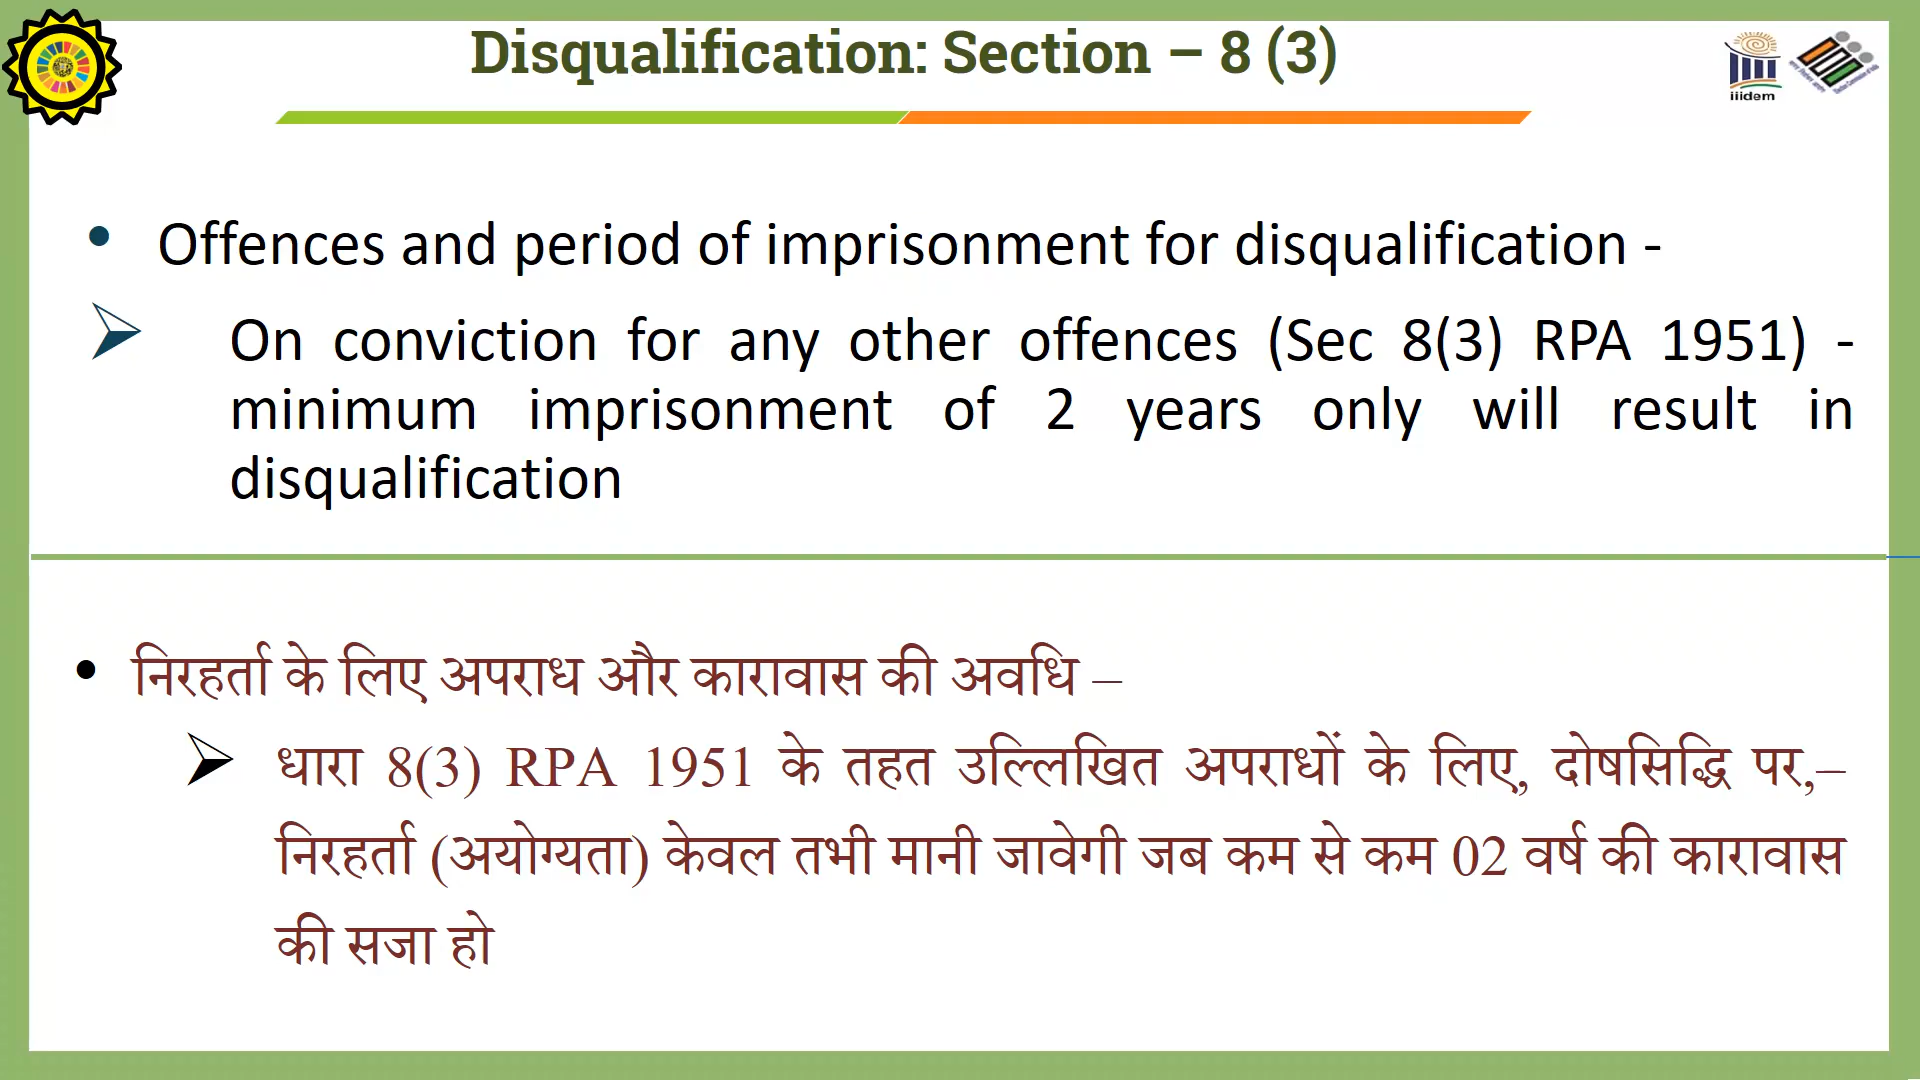 Disqualification: Section – 8 (3)
iiidem
• Offences and period of imprisonment for disqualification -
➢ On conviction for any other offences (Sec 8(3) RPA 1951) -
minimum imprisonment of 2 years only will result in
disqualification
• निरहर्ता के लिए अपराध और कारावास की अवधि –
➢ धारा 8(3) RPA 1951 के तहत उल्लिखित अपराधों के लिए, दोषसिद्धि पर,–
निरहर्ता (अयोग्यता) केवल तभी मानी जावेगी जब कम से कम 02 वर्ष की कारावास
की सजा हो